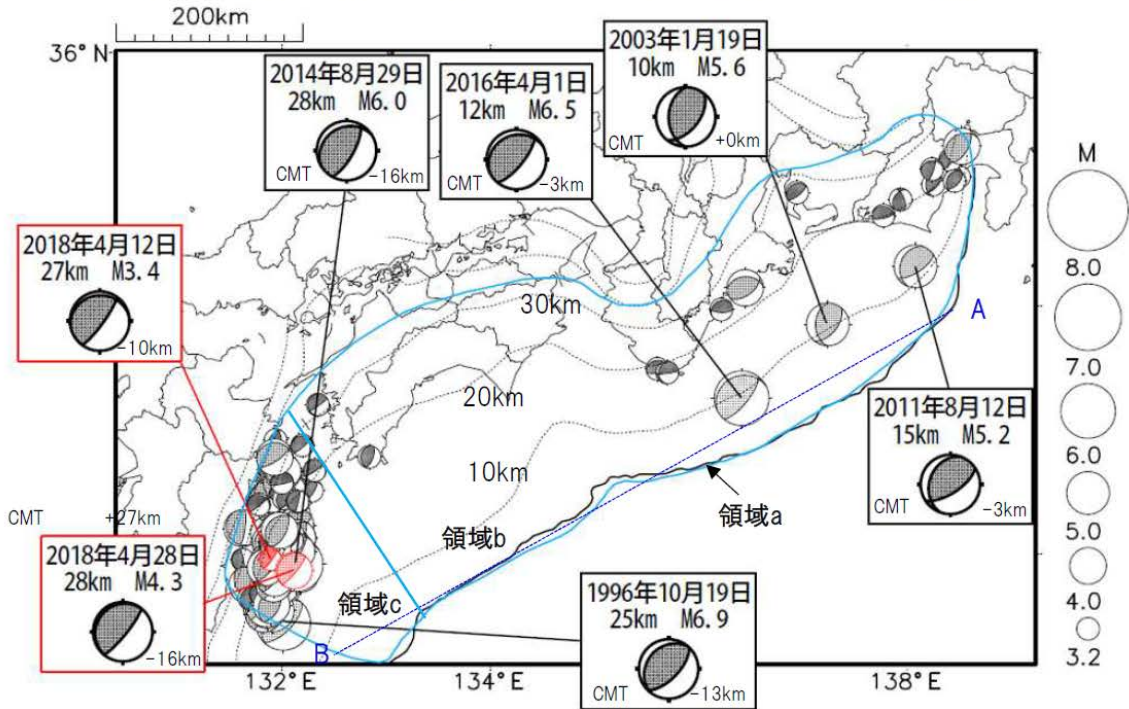 200km
36°N
2014年8月29日
28km M6.0
CMT
-16km
2016年4月1日
12km M6.5
CMT
-3km
2003年1月19日
10km M5.6
CMT
+0km
M
8.0
7.0
6.0
5.0
4.0
3.2
2018年4月12日
27km M3.4
-10km
30km
20km
10km
A
2011年8月12日
15km M5.2
CMT
-3km
領域a
領域b
領域c
CMT +27km
2018年4月28日
28km M4.3
-16km
B
1996年10月19日
25km M6.9
CMT
-13km
132°E
134°E
138°E